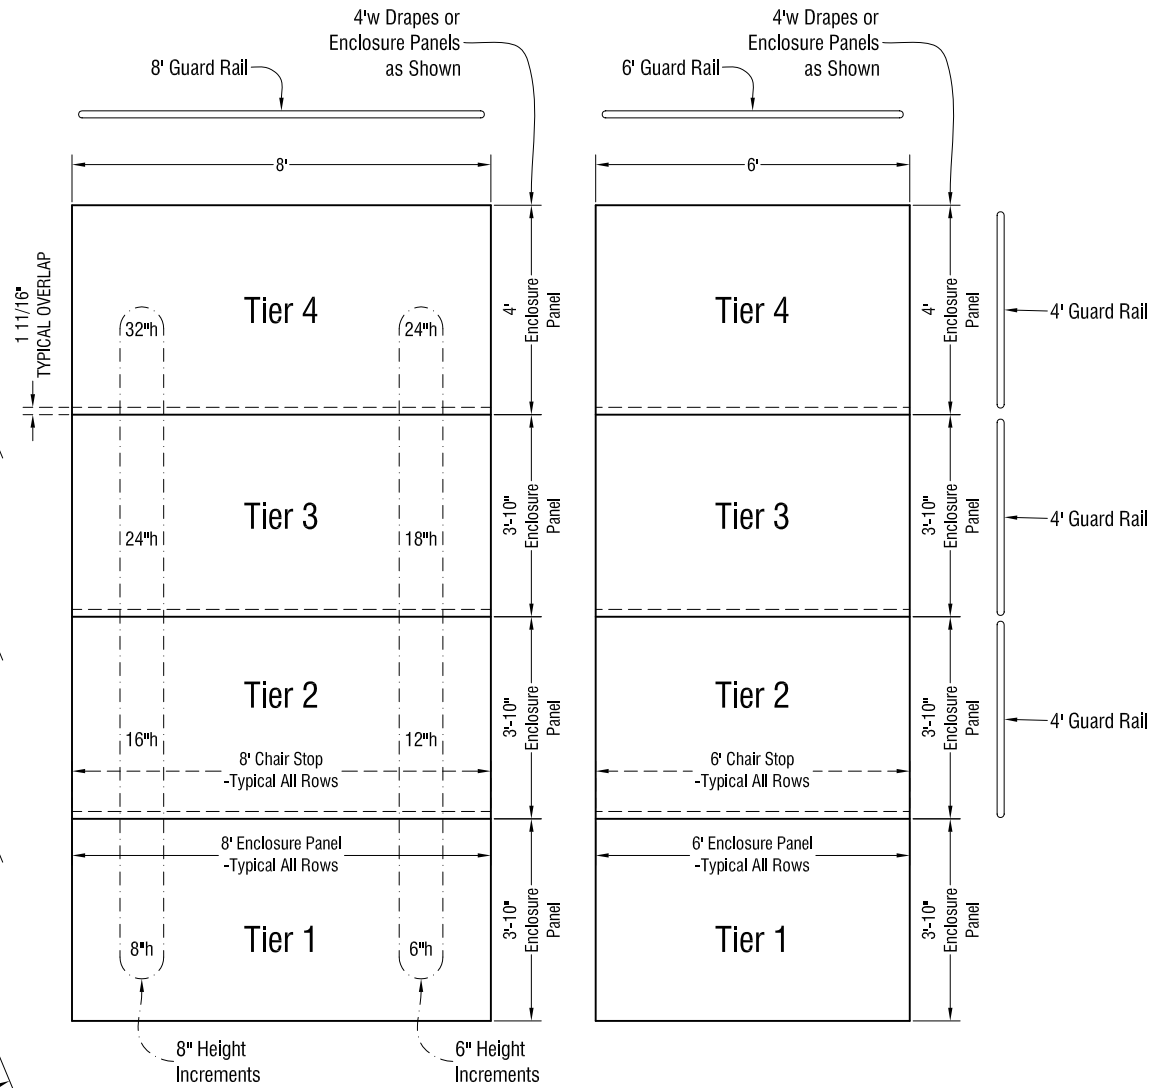 4'w Drapes or
Enclosure Panels
as Shown
8' Guard Rail
8'
4'w Drapes or
Enclosure Panels
as Shown
6' Guard Rail
6'
1 11/16"
TYPICAL OVERLAP
Tier 4
32"h
24"h
4'
Enclosure
Panel
Tier 4
4'
Enclosure
Panel
4' Guard Rail
Tier 3
24"h
18"h
3'-10"
Enclosure
Panel
Tier 3
3'-10"
Enclosure
Panel
4' Guard Rail
Tier 2
16"h
12"h
8' Chair Stop
-Typical All Rows
3'-10"
Enclosure
Panel
Tier 2
6' Chair Stop
-Typical All Rows
3'-10"
Enclosure
Panel
4' Guard Rail
8' Enclosure Panel
-Typical All Rows
Tier 1
8"h
6"h
3'-10"
Enclosure
Panel
6' Enclosure Panel
-Typical All Rows
Tier 1
3'-10"
Enclosure
Panel
8" Height
Increments
6" Height
Increments